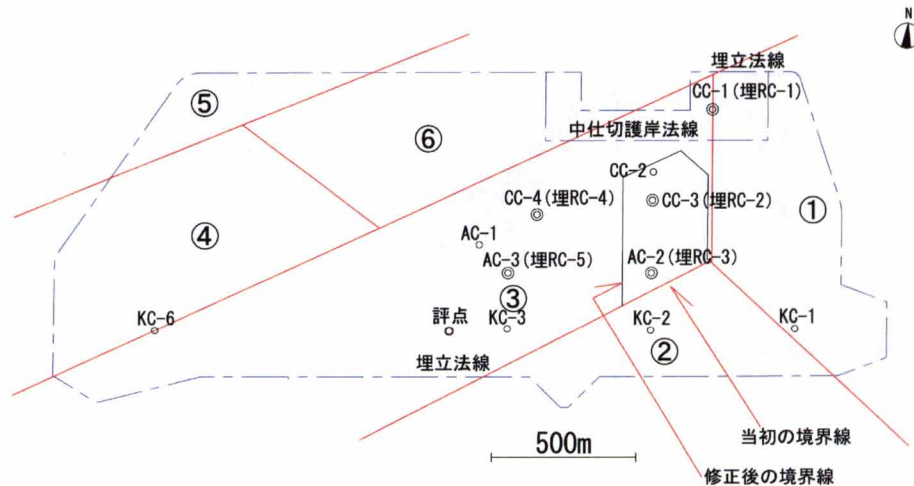 N
埋立法線
⑤
CC-1(埋RC-1)
⑥
中仕切護岸法線
CC-2
CC-3(埋RC-2)
①
CC-4(埋RC-4)
④
AC-1
AC-3(埋RC-5)
AC-2(埋RC-3)
③
KC-6
評点
KC-3
KC-2
KC-1
埋立法線
②
当初の境界線
500m
修正後の境界線